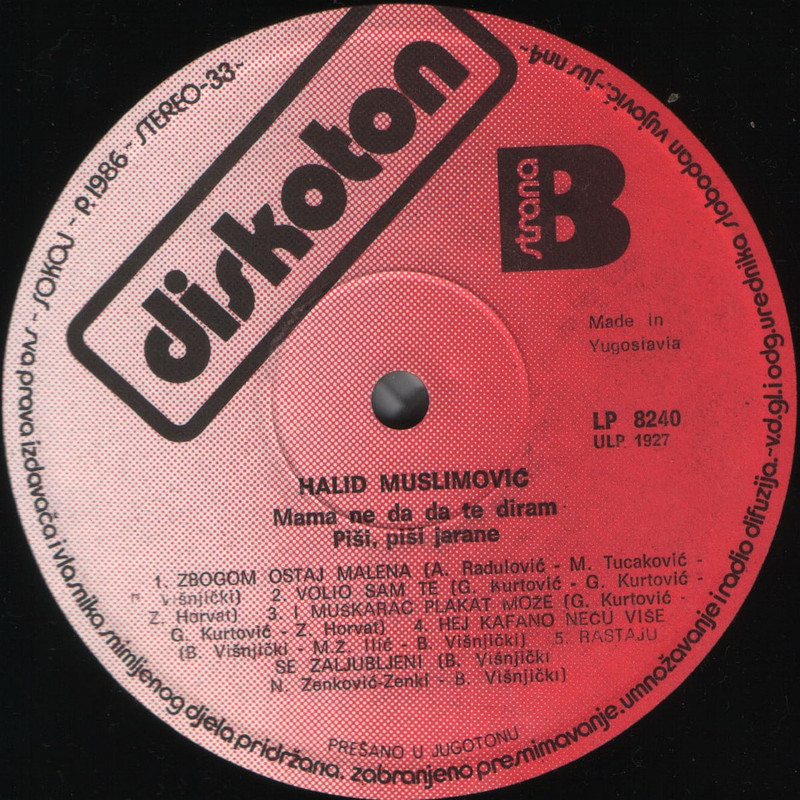 diskoton
strana B
Made in
Yugoslavia
LP 8240
ULP 1927
HALID MUSLIMOVIĆ
Mama ne da da te diram
Piši, piši jarane
1. ZBOGOM OSTAJ MALENA (A. Radulović - M. Tucaković -
Višnjički) 2. VOLIO SAM TE (G. Kurtović - G. Kurtović -
Z. Horvat) 3. I MUSKARAC PLAKAT MOŽE (G. Kurtović -
G. Kurtović - Z. Horvat) 4. HEJ KAFANO NEĆU VIŠE
(B. Višnjički - M.Ž. Ilić - B. Višnjički) 5. RASTAJU
SE ZALJUBLJENI (B. Višnjički
N. Zenković-Zenki - B. Višnjički)
PREŠANO U JUGOTONU
SOKOJ - P.1986 - STEREO-33-
- sva prava izdavača i vlasnika snimljenog djela pridržana. zabranjeno presnimavanje. umnožavanje i radio difuzija.-v.d.gl.i odg.urednika slobodan vujović.-jus nn4-